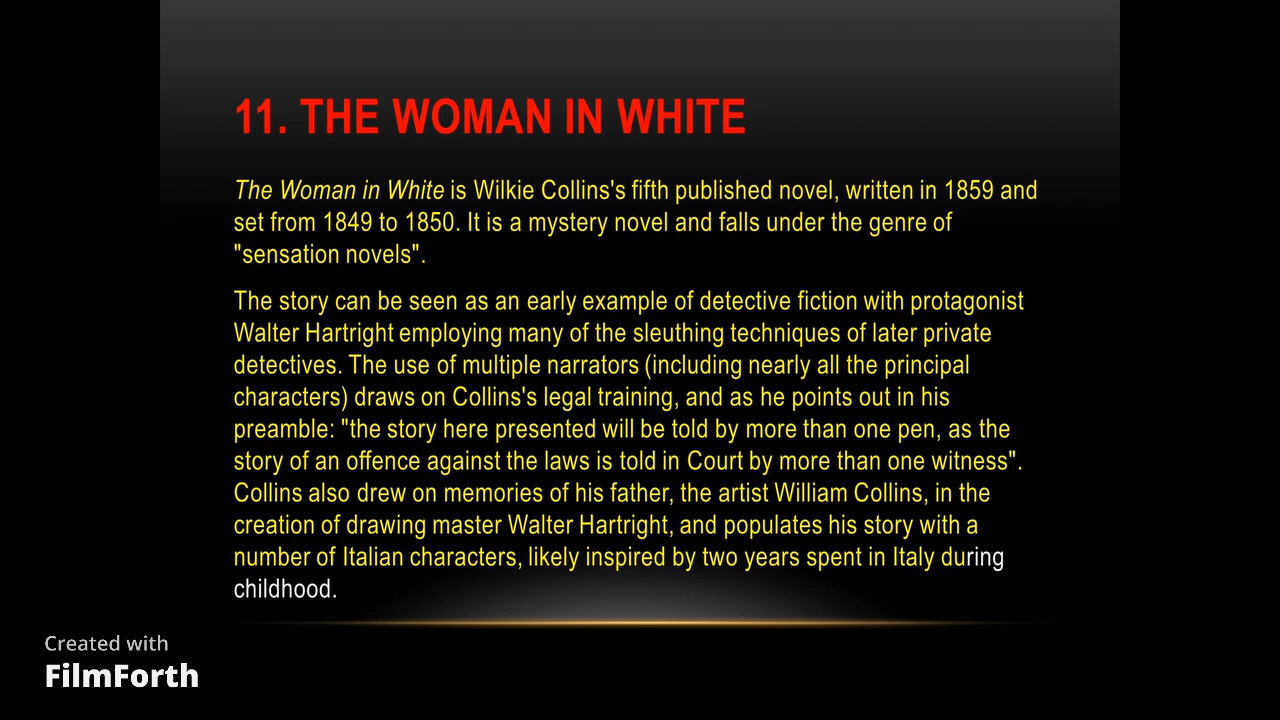 11. THE WOMAN IN WHITE
The Woman in White is Wilkie Collins's fifth published novel, written in 1859 and
set from 1849 to 1850. It is a mystery novel and falls under the genre of
"sensation novels".
The story can be seen as an early example of detective fiction with protagonist
Walter Hartright employing many of the sleuthing techniques of later private
detectives. The use of multiple narrators (including nearly all the principal
characters) draws on Collins's legal training, and as he points out in his
preamble: "the story here presented will be told by more than one pen, as the
story of an offence against the laws is told in Court by more than one witness".
Collins also drew on memories of his father, the artist William Collins, in the
creation of drawing master Walter Hartright, and populates his story with a
number of Italian characters, likely inspired by two years spent in Italy during
childhood.
Created with
FilmForth